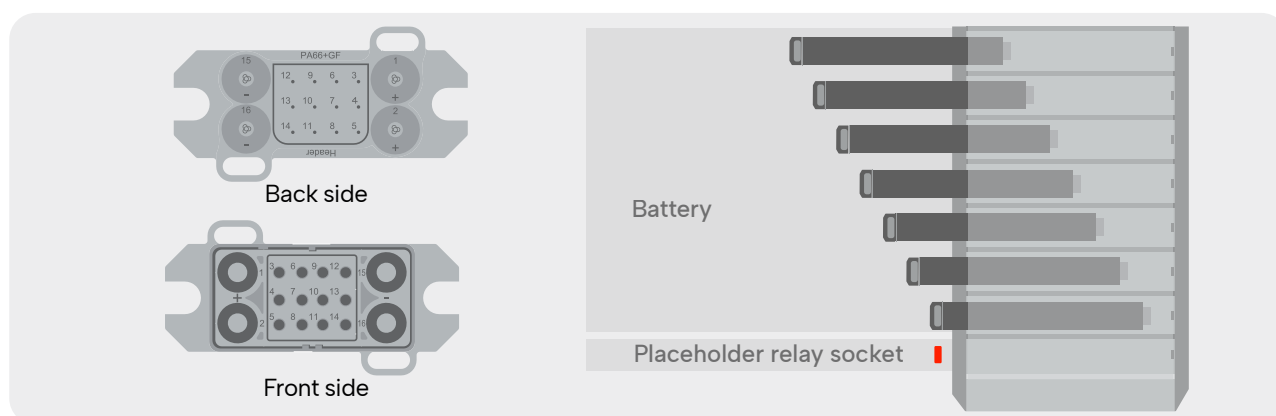 PA66+GF
15 1
12 9 6 3
- +
13 10 7 4
16 2
14 11 8 5
- +
Header
Back side
3 6 9 12
1 15
4 7 10 13
+ -
5 8 11 14
2 16
Front side
Battery
Placeholder relay socket